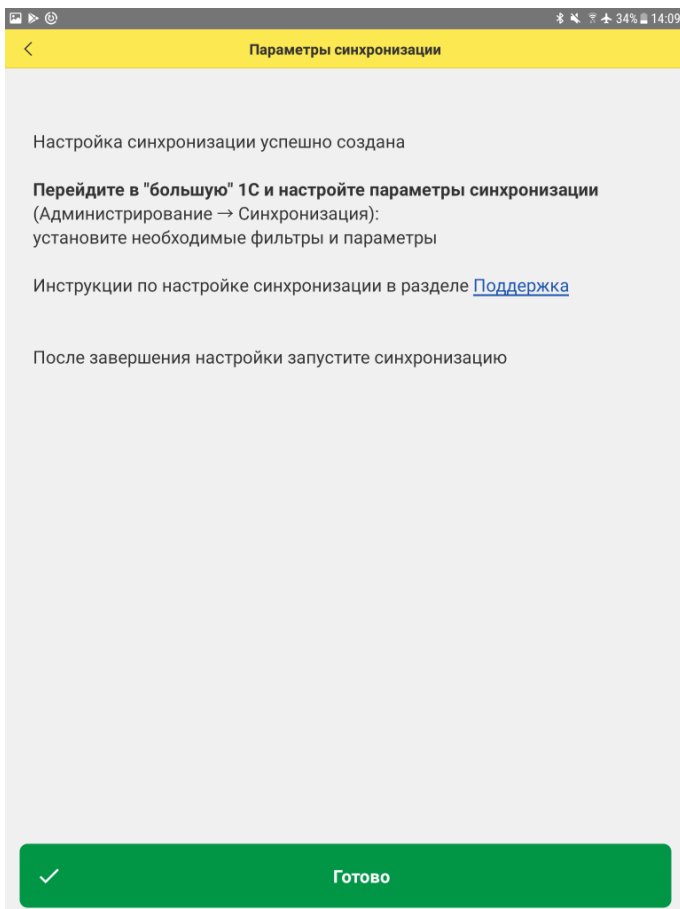 34% 14:09
Параметры синхронизации
Настройка синхронизации успешно создана
Перейдите в "большую" 1С и настройте параметры синхронизации
(Администрирование → Синхронизация):
установите необходимые фильтры и параметры
Инструкции по настройке синхронизации в разделе Поддержка
После завершения настройки запустите синхронизацию
Готово